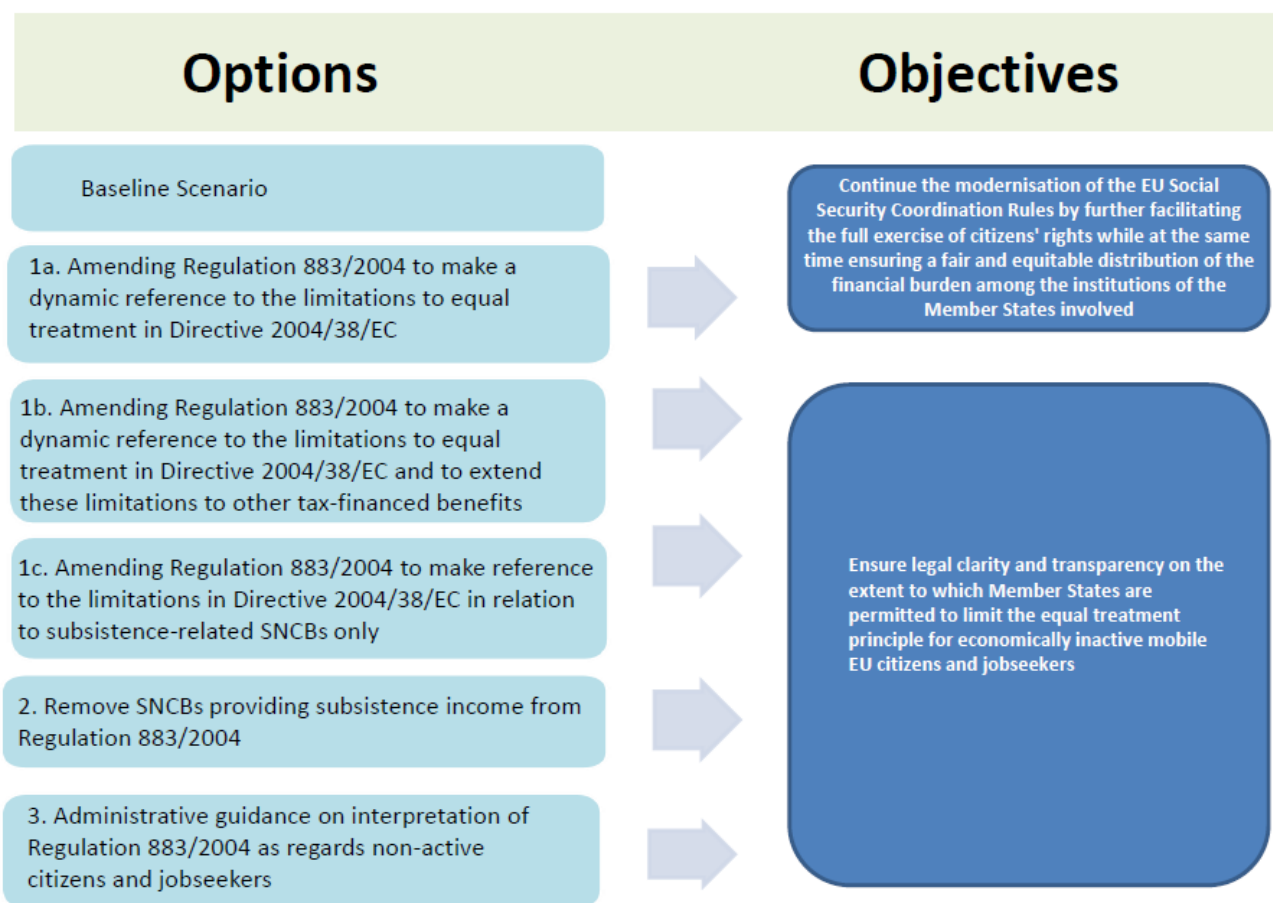 Options
Objectives
Baseline Scenario
1a. Amending Regulation 883/2004 to make a
dynamic reference to the limitations to equal
treatment in Directive 2004/38/EC
1b. Amending Regulation 883/2004 to make a
dynamic reference to the limitations to equal
treatment in Directive 2004/38/EC and to extend
these limitations to other tax-financed benefits
1c. Amending Regulation 883/2004 to make reference
to the limitations in Directive 2004/38/EC in relation
to subsistence-related SNCBs only
2. Remove SNCBs providing subsistence income from
Regulation 883/2004
3. Administrative guidance on interpretation of
Regulation 883/2004 as regards non-active
citizens and jobseekers
Continue the modernisation of the EU Social
Security Coordination Rules by further facilitating
the full exercise of citizens' rights while at the same
time ensuring a fair and equitable distribution of the
financial burden among the institutions of the
Member States involved
Ensure legal clarity and transparency on the
extent to which Member States are
permitted to limit the equal treatment
principle for economically inactive mobile
EU citizens and jobseekers